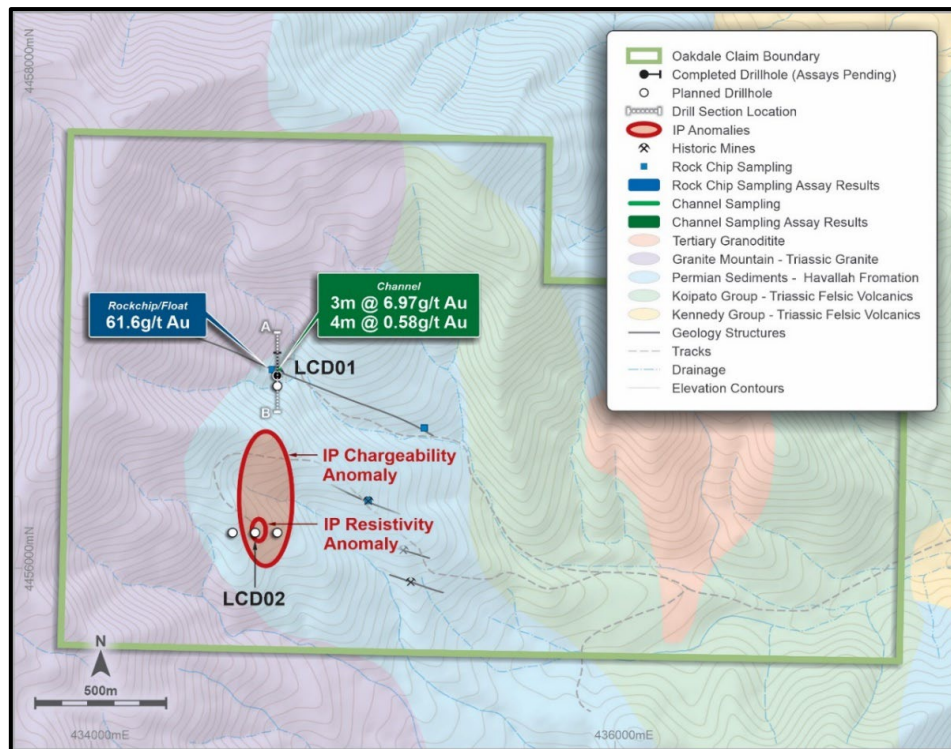 4458000mN
Oakdale Claim Boundary
Completed Drillhole (Assays Pending)
Planned Drillhole
Drill Section Location
IP Anomalies
Historic Mines
Rock Chip Sampling
Rock Chip Sampling Assay Results
Channel Sampling
Channel Sampling Assay Results
Tertiary Granoditite
Granite Mountain - Triassic Granite
Permian Sediments - Havallah Fromation
Koipato Group - Triassic Felsic Volcanics
Kennedy Group - Triassic Felsic Volcanics
Geology Structures
Tracks
Drainage
Elevation Contours
Rockchip/Float
61.6g/t Au
Channel
3m @ 6.97g/t Au
4m @ 0.58g/t Au
A
LCD01
B
IP Chargeability
Anomaly
IP Resistivity
Anomaly
LCD02
4456000mN
N
500m
434000mE
436000mE